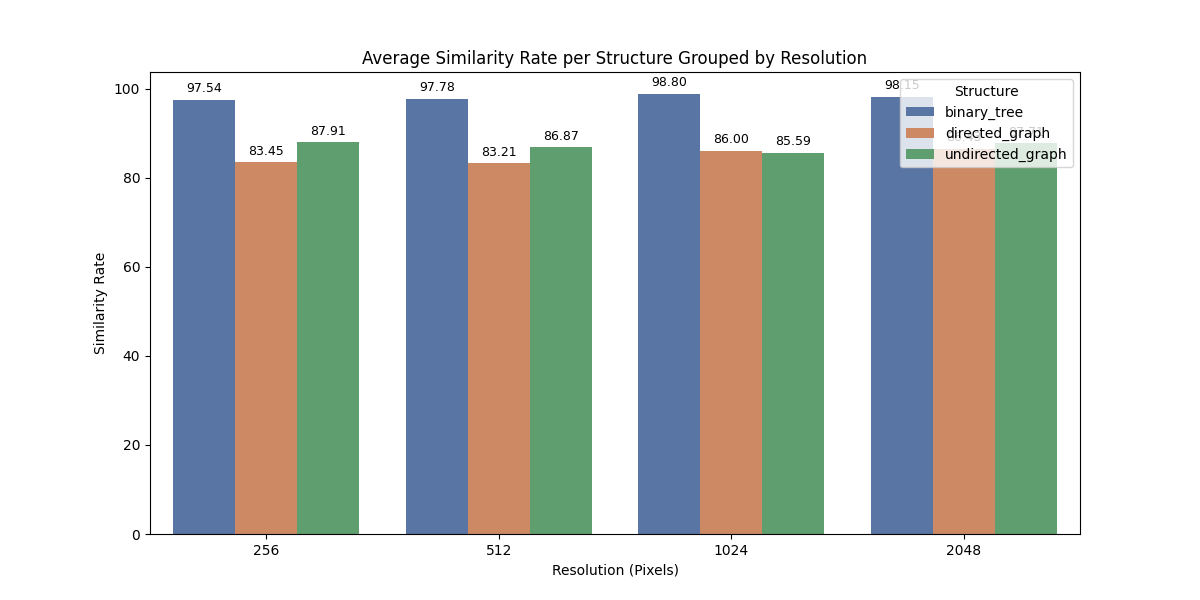 Average Similarity Rate per Structure Grouped by Resolution
Similarity Rate
100
80
60
40
20
0
97.54
83.45
87.91
97.78
83.21
86.87
98.80
86.00
85.59
98.15
Structure
binary_tree
directed_graph
undirected_graph
256
512
1024
2048
Resolution (Pixels)